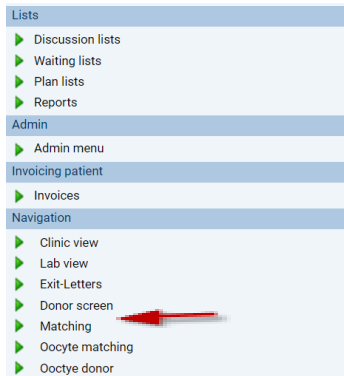 Lists
Discussion lists
Waiting lists
Plan lists
Reports
Admin
Admin menu
Invoicing patient
Invoices
Navigation
Clinic view
Lab view
Exit-Letters
Donor screen
Matching
Oocyte matching
Ooctye donor